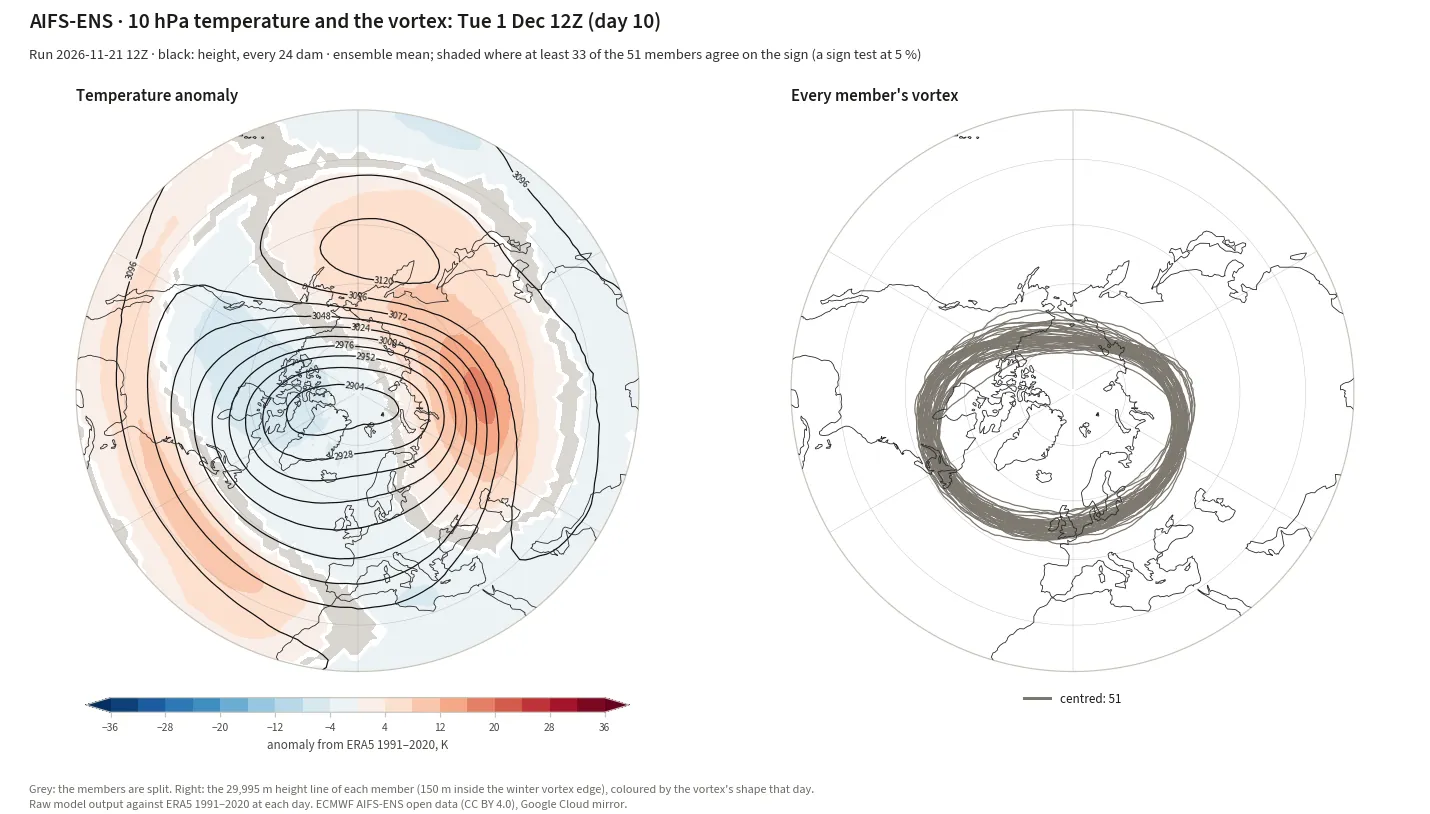 AIFS-ENS · 10 hPa temperature and the vortex: Tue 1 Dec 12Z (day 10)
Run 2026-11-21 12Z · black: height, every 24 dam · ensemble mean; shaded where at least 33 of the 51 members agree on the sign (a sign test at 5 %)
Temperature anomaly
Every member's vortex
3096
3096
3120
3096
3048
3072
3024
3000
2976
2952
2904
2928
centred: 51
−36 −28 −20 −12 −4 4 12 20 28 36
anomaly from ERA5 1991–2020, K
Grey: the members are split. Right: the 29,995 m height line of each member (150 m inside the winter vortex edge), coloured by the vortex's shape that day.
Raw model output against ERA5 1991–2020 at each day. ECMWF AIFS-ENS open data (CC BY 4.0), Google Cloud mirror.